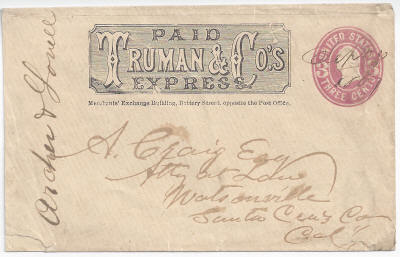 PAID
TRUMAN & CO'S
EXPRESS.
Merchants' Exchange Building, Battery Street, opposite the Post Office.
UNITED STATES
THREE CENTS
Archer &
A. Craig Esq
Atty at Law
Watsonville
Santa Cruz Co
Cal